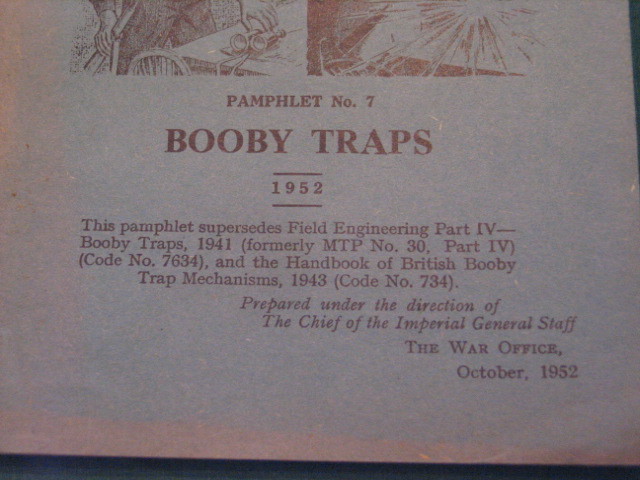 PAMPHLET No. 7
BOOBY TRAPS
1952
This pamphlet supersedes Field Engineering Part IV—
Booby Traps, 1941 (formerly MTP No. 30, Part IV)
(Code No. 7634), and the Handbook of British Booby
Trap Mechanisms, 1943 (Code No. 734).
Prepared under the direction of
The Chief of the Imperial General Staff
THE WAR OFFICE,
October, 1952